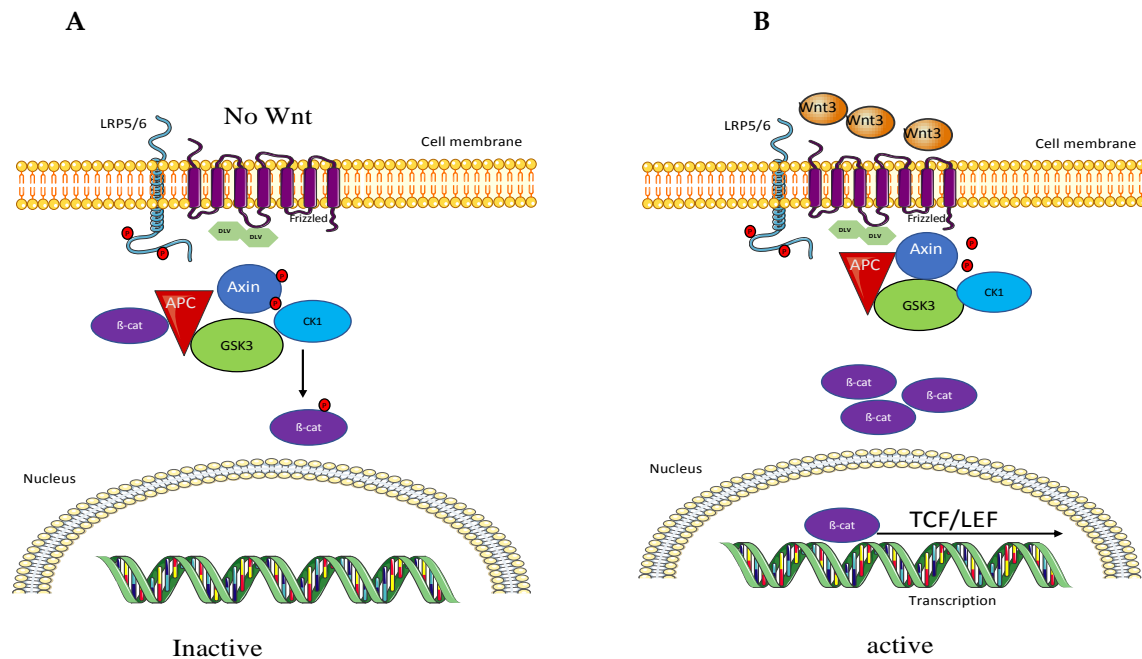 A
No Wnt
LRP5/6
Cell membrane
Frizzled
DLV
DLV
P
P
Axin
P
P
APC
ß-cat
GSK3
CK1
P
ß-cat
Nucleus
Inactive
B
Wnt3
Wnt3
Wnt3
LRP5/6
Cell membrane
Frizzled
DLV
DLV
P
P
Axin
P
P
APC
GSK3
CK1
ß-cat
ß-cat
ß-cat
Nucleus
ß-cat
TCF/LEF
Transcription
active